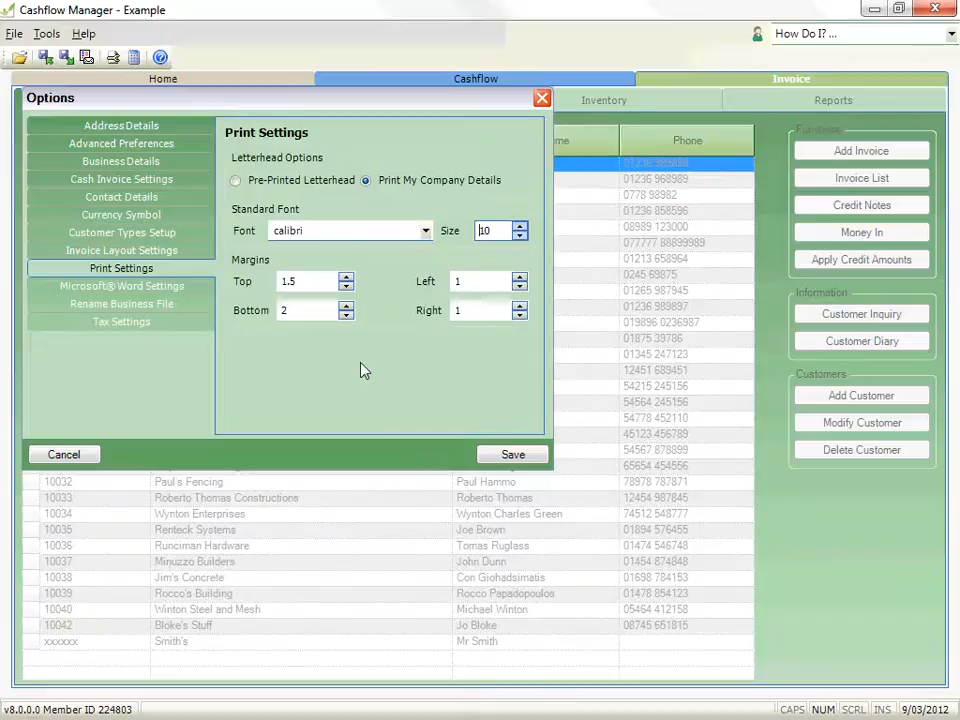 Cashflow Manager - Example
File Tools Help
How Do I? ...
Home Cashflow Invoice
Options
Inventory Reports
Address Details
Advanced Preferences
Business Details
Cash Invoice Settings
Contact Details
Currency Symbol
Customer Types Setup
Invoice Layout Settings
Print Settings
Microsoft® Word Settings
Rename Business File
Tax Settings
Print Settings
Letterhead Options
Pre-Printed Letterhead Print My Company Details
Standard Font
Font calibri Size 10
Margins
Top 1.5 Left 1
Bottom 2 Right 1
Cancel Save
Phone
01236 968989
0778 98982
01236 858596
08989 123000
077777 88899989
01213 658964
0245 69875
01265 987945
01236 989897
019896 0236987
01875 39786
01345 247123
12451 689451
54215 245156
54564 245156
54778 452110
45123 456789
54567 878899
65654 454556
10032 Paul's Fencing Paul Hammo 78978 787871
10033 Roberto Thomas Constructions Roberto Thomas 12454 987845
10034 Wynton Enterprises Wynton Charles Green 74512 548777
10035 Renteck Systems Joe Brown 01894 576455
10036 Runciman Hardware Tomas Ruglass 01474 546748
10037 Minuzzo Builders John Dunn 01454 874848
10038 Jim's Concrete Con Giohadsimatis 01698 784153
10039 Rocco's Building Rocco Papadopoulos 01478 854123
10040 Winton Steel and Mesh Michael Winton 05464 412158
10042 Bloke's Stuff Jo Bloke 08745 651815
xxxxxx Smith's Mr Smith
Add Invoice
Invoice List
Credit Notes
Money In
Apply Credit Amounts
Information
Customer Inquiry
Customer Diary
Customers
Add Customer
Modify Customer
Delete Customer
v8.0.0.0 Member ID 224803 CAPS NUM SCRL INS 9/03/2012